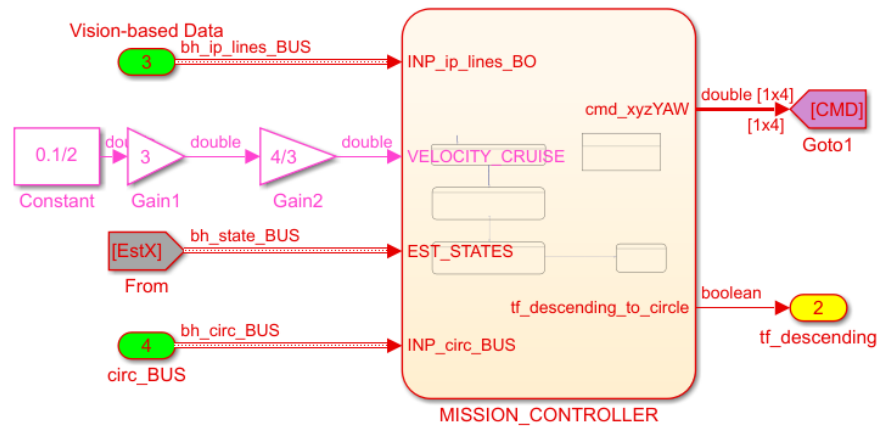 Vision-based Data
bh_ip_lines_BUS
3
INP_ip_lines_BO
cmd_xyzYAW
double [1x4]
[CMD]
[1x4]
Goto1
0.1/2
Constant
3
Gain1
double
4/3
Gain2
double
VELOCITY_CRUISE
[EstX]
From
bh_state_BUS
EST_STATES
tf_descending_to_circle
boolean
2
tf_descending
bh_circ_BUS
4
circ_BUS
INP_circ_BUS
MISSION_CONTROLLER